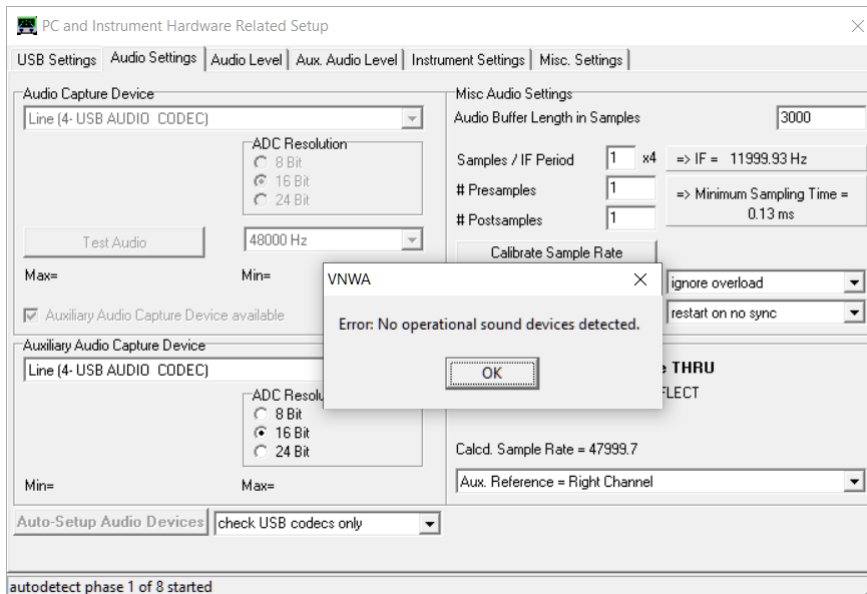 PC and Instrument Hardware Related Setup
USB Settings Audio Settings Audio Level Aux. Audio Level Instrument Settings Misc. Settings
Audio Capture Device
Line (4- USB AUDIO CODEC)
ADC Resolution
8 Bit
16 Bit
24 Bit
Test Audio
48000 Hz
Max=
Min=
Auxiliary Audio Capture Device available
Misc Audio Settings
Audio Buffer Length in Samples
3000
Samples / IF Period
1
x4
=> IF = 11999.93 Hz
# Presamples
1
=> Minimum Sampling Time =
0.13 ms
# Postsamples
1
Calibrate Sample Rate
ignore overload
restart on no sync
VNWA
Error: No operational sound devices detected.
OK
Auxiliary Audio Capture Device
Line (4- USB AUDIO CODEC)
ADC Resolu
8 Bit
16 Bit
24 Bit
Min=
Max=
THRU
FLECT
Calcd. Sample Rate = 47999.7
Aux. Reference = Right Channel
Auto-Setup Audio Devices
check USB codecs only
autodetect phase 1 of 8 started